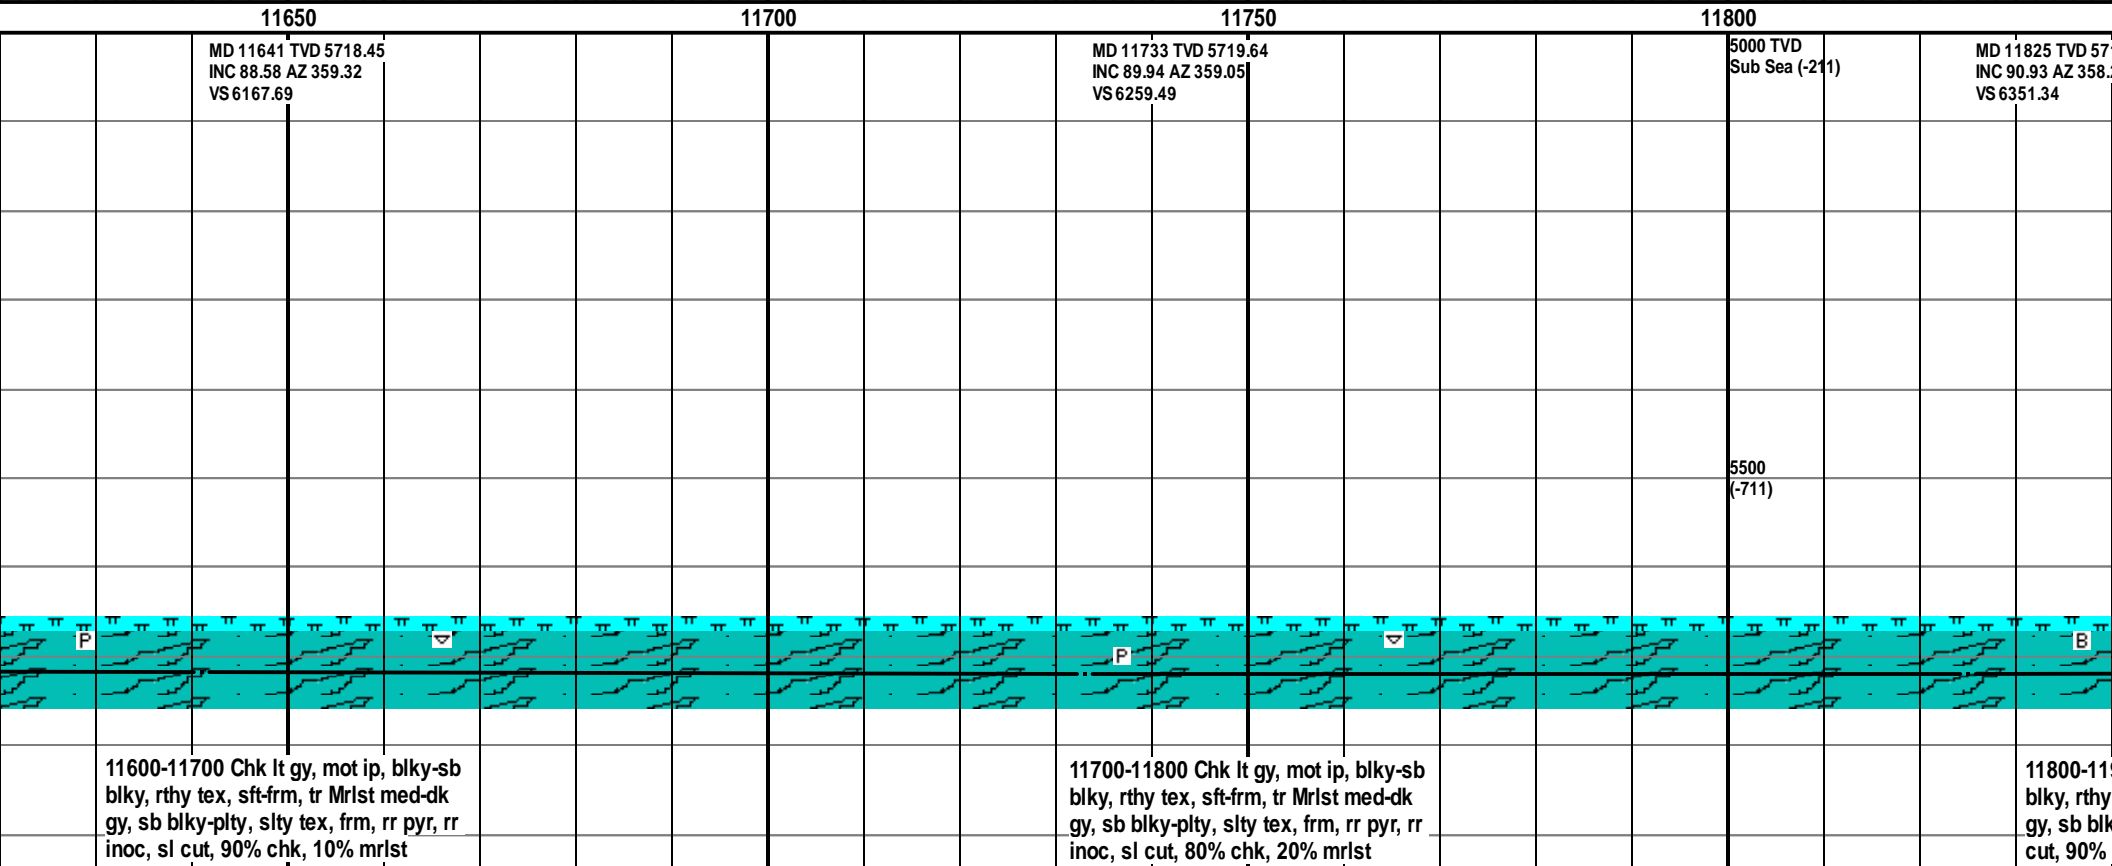 11650 11700 11750 11800
MD 11641 TVD 5718.45
INC 88.58 AZ 359.32
VS 6167.69
MD 11733 TVD 5719.64
INC 89.94 AZ 359.05
VS 6259.49
5000 TVD
Sub Sea (-211)
MD 11825 TVD
INC 90.93 AZ
VS 6351.34
5500
(-711)
P
P
B
11600-11700 Chk lt gy, mot ip, blky-sb
blky, rthy tex, sft-frm, tr Mrlst med-dk
gy, sb blky-plty, slty tex, frm, rr pyr, rr
inoc, sl cut, 90% chk, 10% mrlst
11700-11800 Chk lt gy, mot ip, blky-sb
blky, rthy tex, sft-frm, tr Mrlst med-dk
gy, sb blky-plty, slty tex, frm, rr pyr, rr
inoc, sl cut, 80% chk, 20% mrlst
blky, rthy
gy, sb
cut, 90%